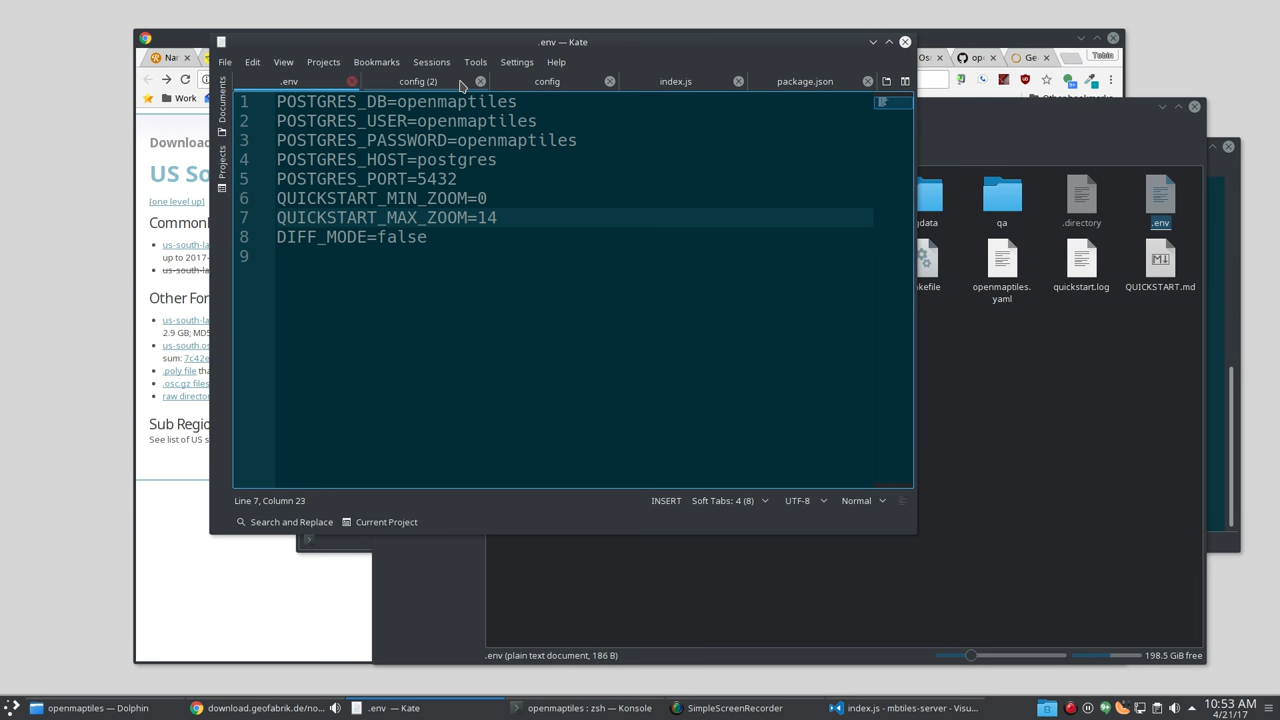 .env — Kate
File Edit View Projects Bookmarks Sessions Tools Settings Help
.env config (2) config index.js package.json
Documents
Projects
1 POSTGRES_DB=openmaptiles
2 POSTGRES_USER=openmaptiles
3 POSTGRES_PASSWORD=openmaptiles
4 POSTGRES_HOST=postgres
5 POSTGRES_PORT=5432
6 QUICKSTART_MIN_ZOOM=0
7 QUICKSTART_MAX_ZOOM=14
8 DIFF_MODE=false
9
Line 7, Column 23 INSERT Soft Tabs: 4 (8) UTF-8 Normal
Search and Replace Current Project
Tobin
Work
Download
US So
[one level up]
Common
us-south-la
up to 2017-
us-south-la
Other For
us-south-la
2.9 GB; MD5
us-south.os
sum: 7c42e
.poly file tha
.osc.gz files
raw director
Sub Regio
See list of US s
qa .directory .env
openmaptiles.
yaml
quickstart.log QUICKSTART.md
.env (plain text document, 186 B) 198.5 GiB free
openmaptiles — Dolphin download.geofabrik.de/no... .env — Kate openmaptiles : zsh — Konsole SimpleScreenRecorder index.js - mbtiles-server - Visu...
10:53 AM
4/21/17